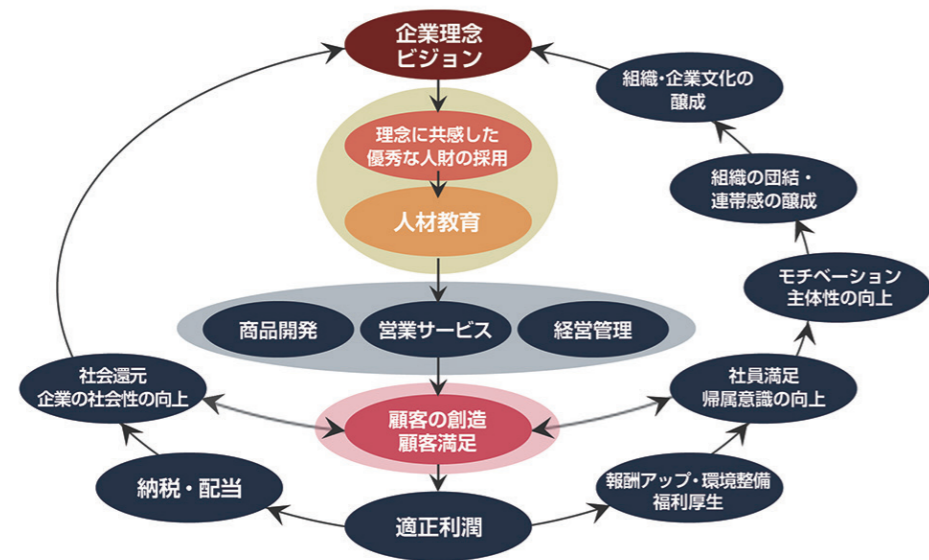 企業理念
ビジョン
理念に共感した
優秀な人財の採用
人材教育
商品開発
営業サービス
経営管理
顧客の創造
顧客満足
適正利潤
納税・配当
社会還元
企業の社会性の向上
報酬アップ・環境整備
福利厚生
社員満足
帰属意識の向上
モチベーション
主体性の向上
組織の団結・
連帯感の醸成
組織・企業文化の
醸成